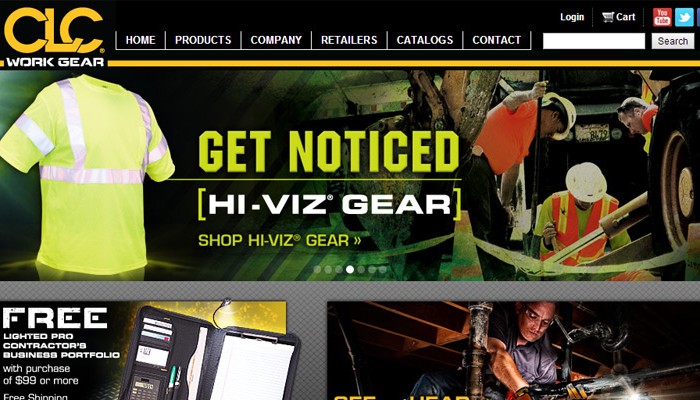 CLC®
WORK GEAR
Login
Cart
You Tube
HOME
PRODUCTS
COMPANY
RETAILERS
CATALOGS
CONTACT
Search
GET NOTICED
[HI-VIZ® GEAR]
SHOP HI-VIZ® GEAR »
FREE
LIGHTED PRO
CONTRACTOR'S
BUSINESS PORTFOLIO
with purchase
of $99 or more
Free Shipping